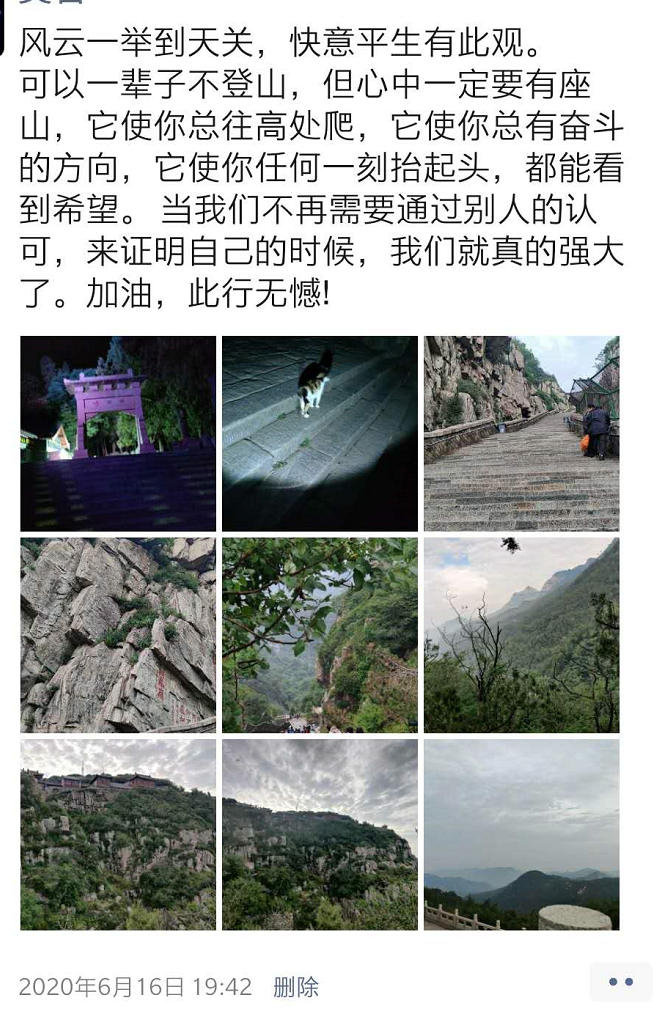 风云一举到天关，快意平生有此观。
可以一辈子不登山，但心中一定要有座
山，它使你总往高处爬，它使你总有奋斗
的方向，它使你任何一刻抬起头，都能看
到希望。 当我们不再需要通过别人的认
可，来证明自己的时候，我们就真的强大
了。加油，此行无憾!
2020年6月16日 19:42 删除